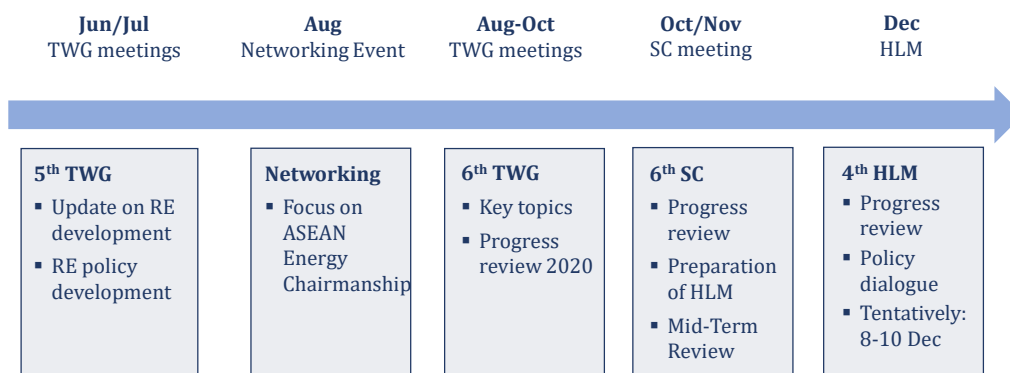 Jun/Jul
TWG meetings
Aug
Networking Event
Aug-Oct
TWG meetings
Oct/Nov
SC meeting
Dec
HLM
5th TWG
▪ Update on RE
development
▪ RE policy
development
Networking
▪ Focus on
ASEAN
Energy
Chairmanship
6th TWG
▪ Key topics
▪ Progress
review 2020
6th SC
▪ Progress
review
▪ Preparation
of HLM
▪ Mid-Term
Review
4th HLM
▪ Progress
review
▪ Policy
dialogue
▪ Tentatively:
8-10 Dec